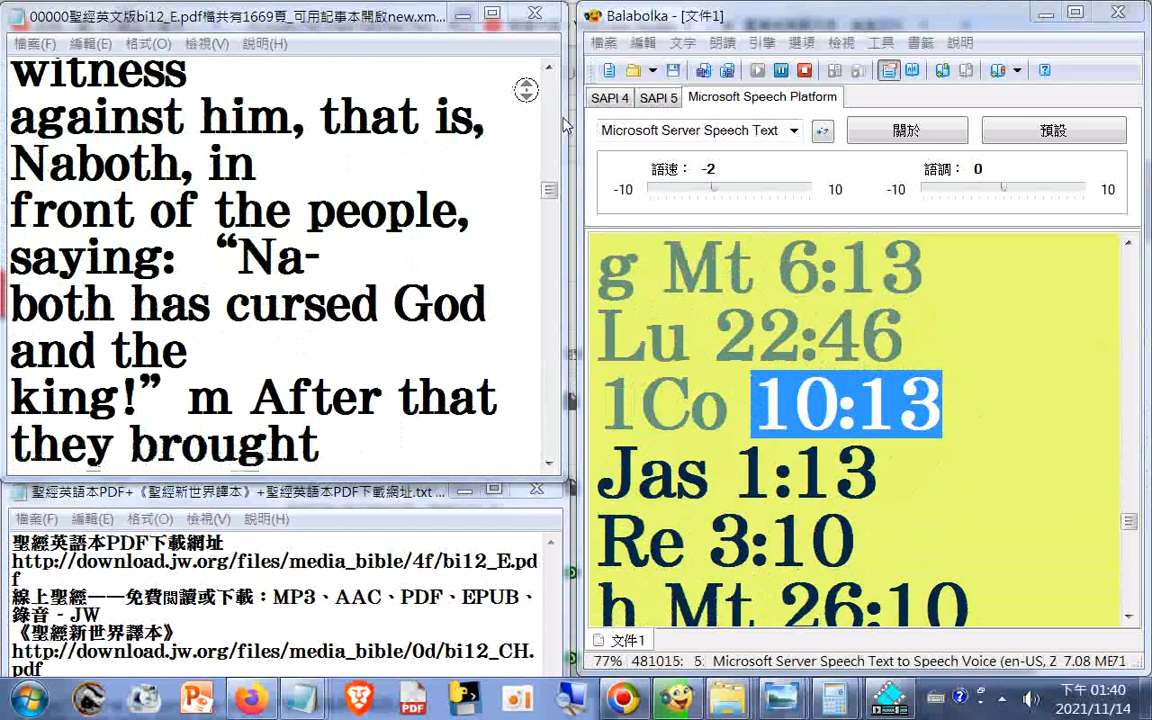 00000聖經英文版bi12_E.pdf檔共有1669頁_可用記事本開啟new.xm...
檔案(F) 編輯(E) 格式(O) 檢視(V) 說明(H)
witness
against him, that is,
Naboth, in
front of the people,
saying: “Na-
both has cursed God
and the
king!” m After that
they brought
聖經英語本PDF+《聖經新世界譯本》+聖經英語本PDF下載網址.txt ...
檔案(F) 編輯(E) 格式(O) 檢視(V) 說明(H)
聖經英語本PDF下載網址
http://download.jw.org/files/media_bible/4f/bi12_E.pd
f
線上聖經——免費閱讀或下載：MP3、AAC、PDF、EPUB、
錄音 - JW
《聖經新世界譯本》
http://download.jw.org/files/media_bible/0d/bi12_CH.
pdf
Balabolka - [文件1]
檔案 編輯 文字 朗讀 引擎 選項 檢視 工具 書籤 說明
SAPI 4 SAPI 5 Microsoft Speech Platform
Microsoft Server Speech Text 關於 預設
語速： -2 語調： 0
-10 10 -10 10
g Mt 6:13
Lu 22:46
1Co 10:13
Jas 1:13
Re 3:10
h Mt 26:10
文件1
77% 481015: 5 Microsoft Server Speech Text to Speech Voice (en-US, Z 7.08 ME71
PDF
下午 01:40
2021/11/14